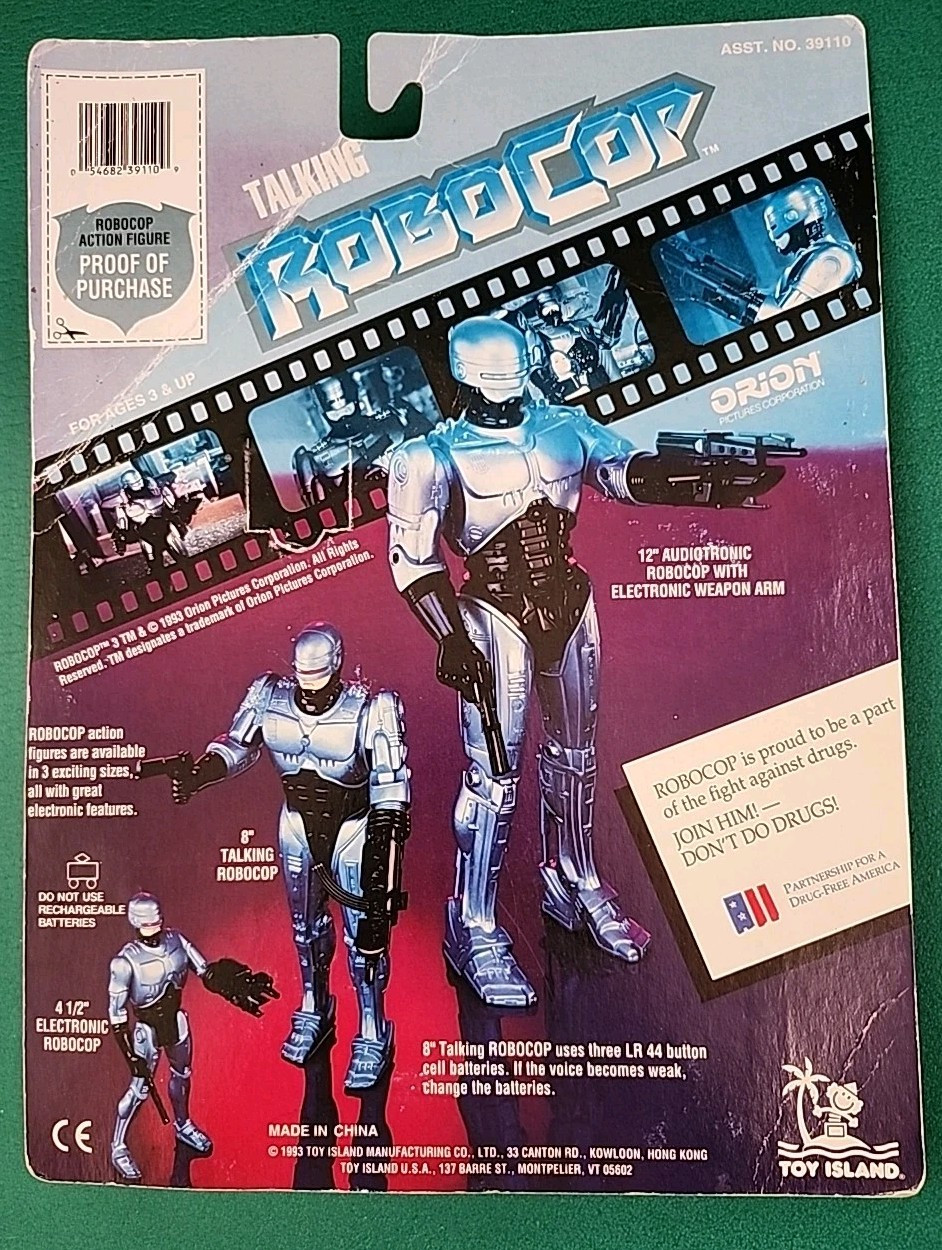 ASST. NO. 39110
0 54682 39110 9
ROBOCOP
ACTION FIGURE
PROOF OF
PURCHASE
TALKING
ROBOCOP™
FOR AGES 3 & UP
ORION
PICTURES CORPORATION
ROBOCOP™ 3 TM & © 1993 Orion Pictures Corporation. All Rights
Reserved. TM designates a trademark of Orion Pictures Corporation.
12" AUDIOTRONIC
ROBOCOP WITH
ELECTRONIC WEAPON ARM
ROBOCOP action
figures are available
in 3 exciting sizes,
all with great
electronic features.
ROBOCOP is proud to be a part
of the fight against drugs.
JOIN HIM! —
DON'T DO DRUGS!
PARTNERSHIP FOR A
DRUG-FREE AMERICA
8"
TALKING
ROBOCOP
DO NOT USE
RECHARGEABLE
BATTERIES
4 1/2"
ELECTRONIC
ROBOCOP
8" Talking ROBOCOP uses three LR 44 button
cell batteries. If the voice becomes weak,
change the batteries.
CE
MADE IN CHINA
© 1993 TOY ISLAND MANUFACTURING CO., LTD., 33 CANTON RD., KOWLOON, HONG KONG
TOY ISLAND U.S.A., 137 BARRE ST., MONTPELIER, VT 05602
TOY ISLAND®